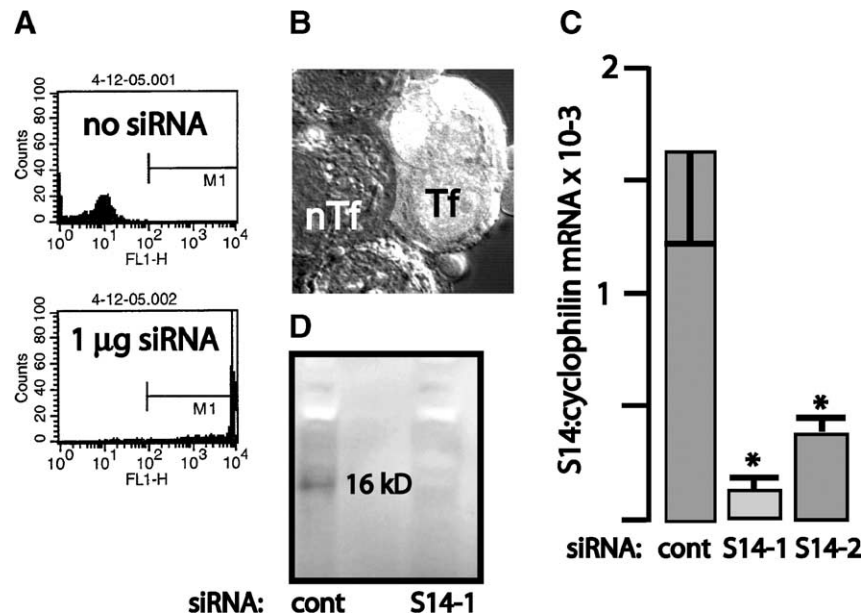 A
4-12-05.001
no siRNA
Counts
0 20 40 60 80 100
M1
10^0 10^1 10^2 10^3 10^4
FL1-H
4-12-05.002
1 µg siRNA
Counts
0 20 40 60 80 100
M1
10^0 10^1 10^2 10^3 10^4
FL1-H
B
nTf
Tf
D
16 kD
siRNA: cont S14-1
C
S14:cyclophilin mRNA x 10-3
2
1
*
*
siRNA: cont S14-1 S14-2